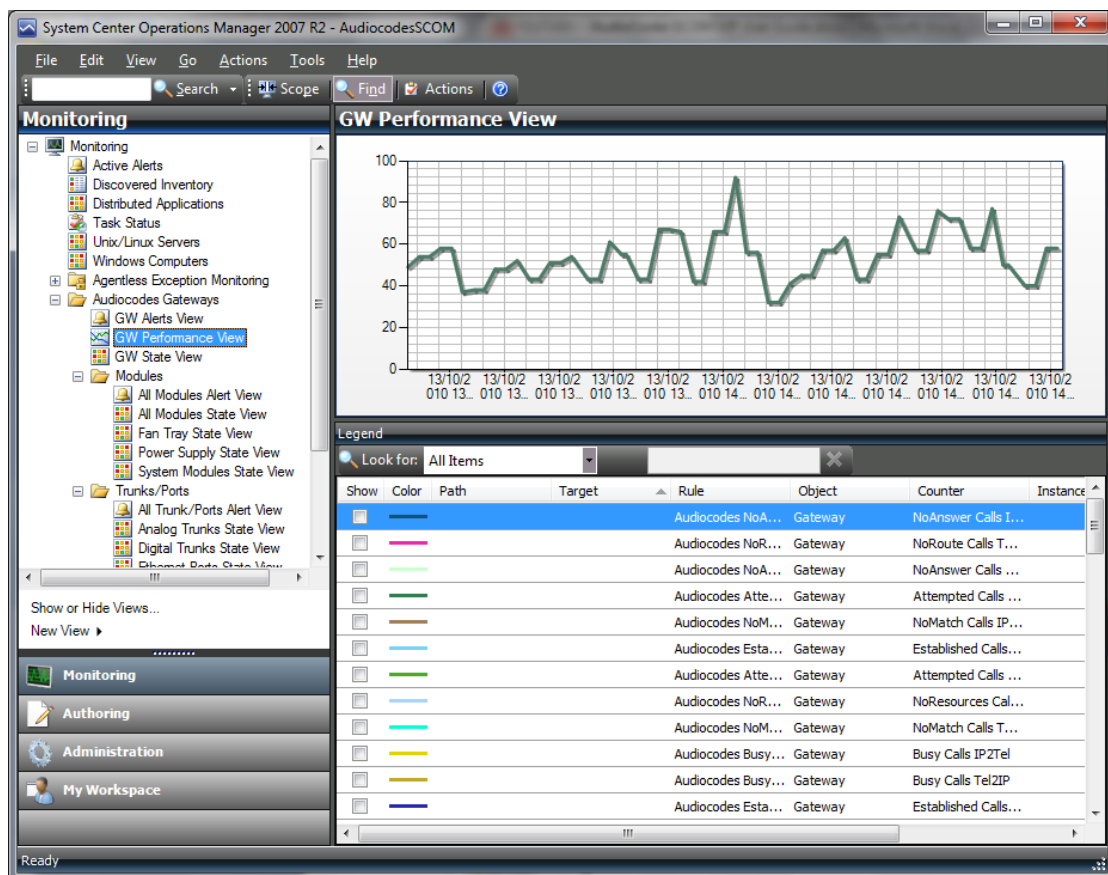 System Center Operations Manager 2007 R2 - AudiocodesSCOM
File Edit View Go Actions Tools Help
Search Scope Find Actions
Monitoring
Monitoring
Active Alerts
Discovered Inventory
Distributed Applications
Task Status
Unix/Linux Servers
Windows Computers
Agentless Exception Monitoring
Audiocodes Gateways
GW Alerts View
GW Performance View
GW State View
Modules
All Modules Alert View
All Modules State View
Fan Tray State View
Power Supply State View
System Modules State View
Trunks/Ports
All Trunk/Ports Alert View
Analog Trunks State View
Digital Trunks State View
Ethernet Ports State View
Show or Hide Views...
New View
Monitoring
Authoring
Administration
My Workspace
GW Performance View
100
80
60
40
20
0
13/10/2 13/10/2 13/10/2 13/10/2 13/10/2 13/10/2 13/10/2 13/10/2 13/10/2 13/10/2 13/10/2 13/10/2
010 13... 010 13... 010 13... 010 13... 010 13... 010 14... 010 14... 010 14... 010 14... 010 14... 010 14... 010 14...
Legend
Look for: All Items
Show Color Path Target Rule Object Counter Instance
Audiocodes NoA... Gateway NoAnswer Calls I...
Audiocodes NoR... Gateway NoRoute Calls T...
Audiocodes NoA... Gateway NoAnswer Calls ...
Audiocodes Atte... Gateway Attempted Calls ...
Audiocodes NoM... Gateway NoMatch Calls IP...
Audiocodes Esta... Gateway Established Calls...
Audiocodes Atte... Gateway Attempted Calls ...
Audiocodes NoR... Gateway NoResources Cal...
Audiocodes NoM... Gateway NoMatch Calls T...
Audiocodes Busy... Gateway Busy Calls IP2Tel
Audiocodes Busy... Gateway Busy Calls Tel2IP
Audiocodes Esta... Gateway Established Calls...
Ready